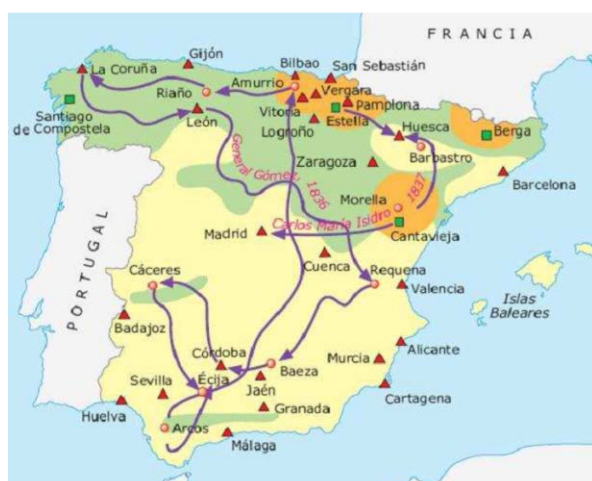 FRANCIA
Gijón
Bilbao
San Sebastián
La Coruña
Amurrio
Vergara
Riaño
Pamplona
Vitoria
Santiago
de Compostela
León
Logroño
Estella
Huesca
Berga
Barbastro
Zaragoza
General Gómez, 1836
1837
Barcelona
Morella
Carlos María Isidro
Madrid
Cantavieja
PORTUGAL
Cáceres
Cuenca
Requena
Valencia
Islas
Baleares
Badajoz
Córdoba
Alicante
Baeza
Murcia
Sevilla
Écija
Jaén
Cartagena
Huelva
Granada
Arcos
Málaga